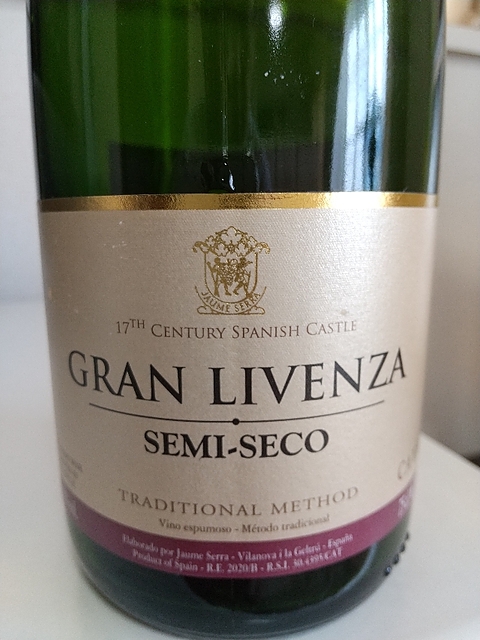 JAUME SERRA
17TH CENTURY SPANISH CASTLE
GRAN LIVENZA
SEMI-SECO
TRADITIONAL METHOD
Vino espumoso - Método tradicional
Elaborado por Jaume Serra - Vilanova i la Geltrú - España
Product of Spain - R.E. 2020/B - R.S.I. 30.4398/CAT